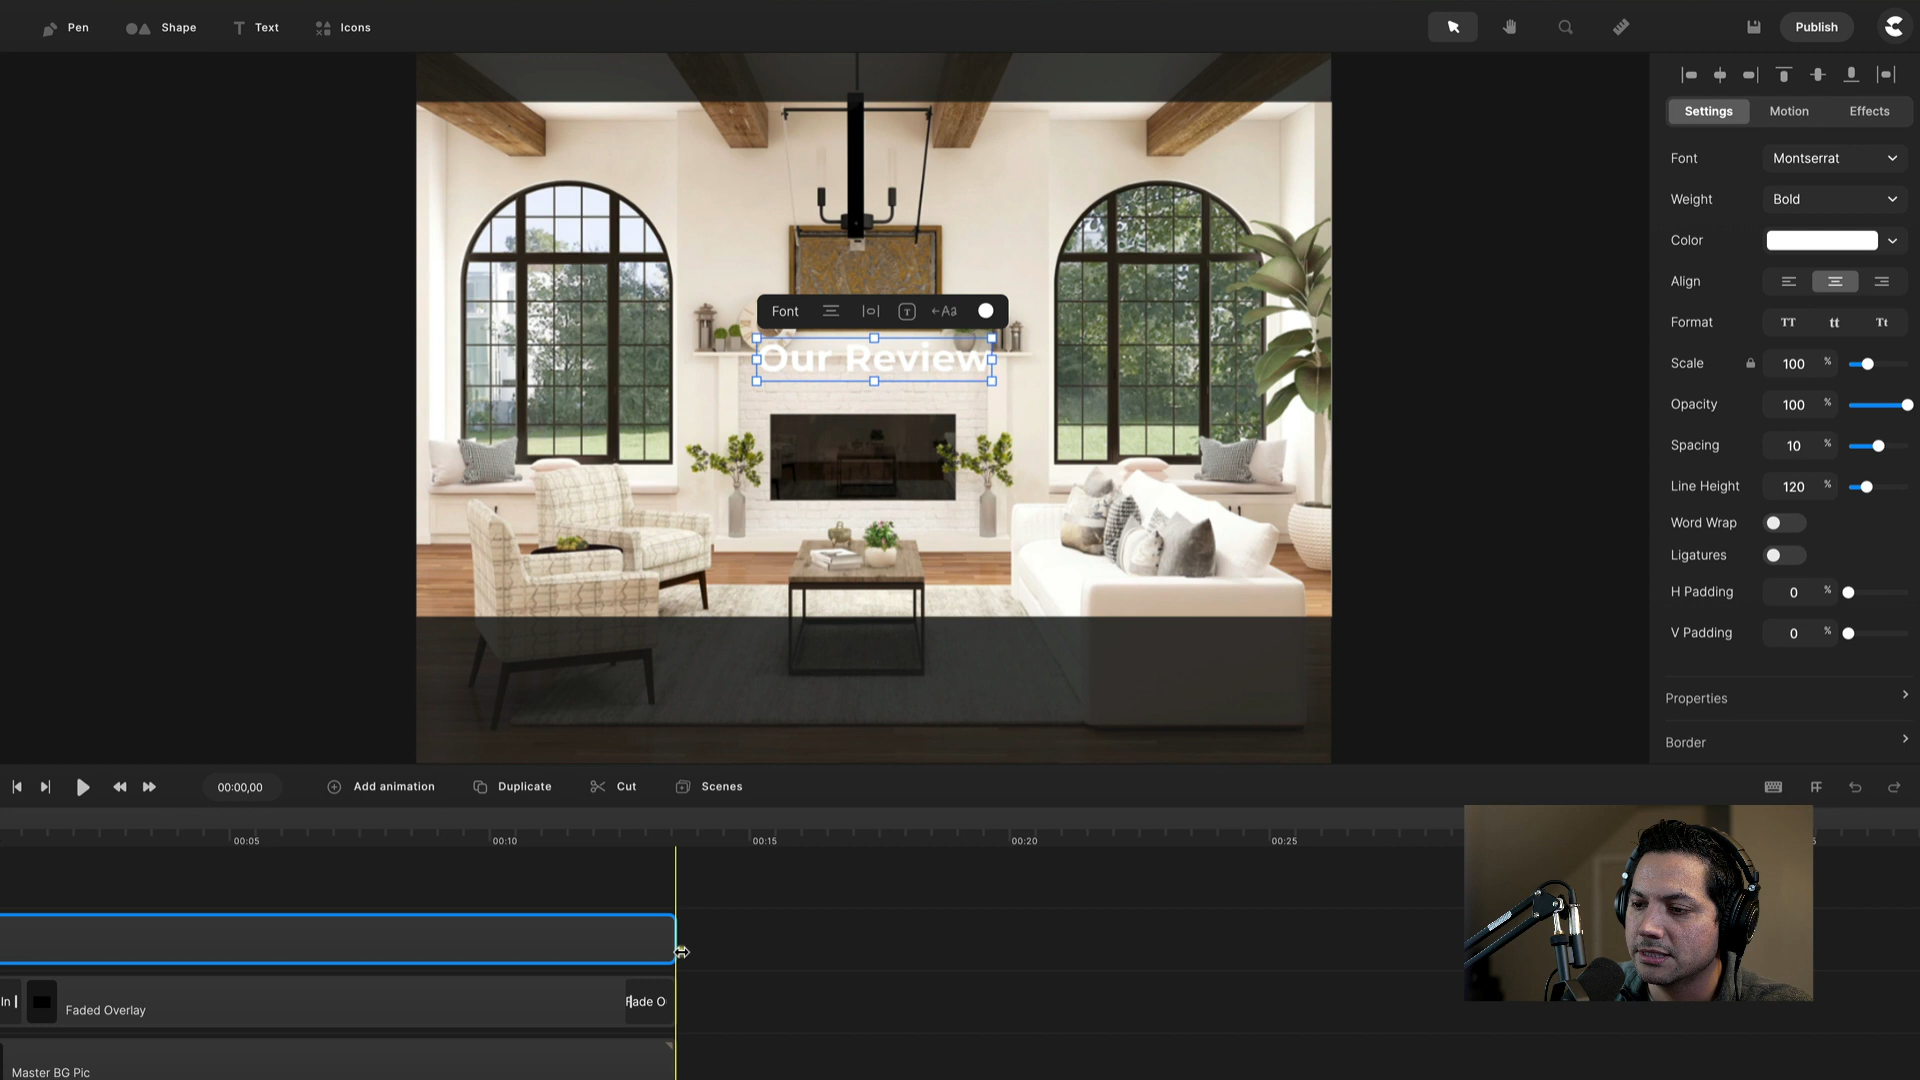 Pen Shape Text Icons Publish
Settings Motion Effects
Font Montserrat
Weight Bold
Color
Align
Format TT tt Tt
Scale 100 %
Opacity 100 %
Spacing 10 %
Line Height 120 %
Word Wrap
Ligatures
H Padding 0 %
V Padding 0 %
Properties
Border
Font T Aa
Our Review
00:00,00 Add animation Duplicate Cut Scenes
00:05 00:10 00:15 00:20 00:25
In Faded Overlay Fade O
Master BG Pic